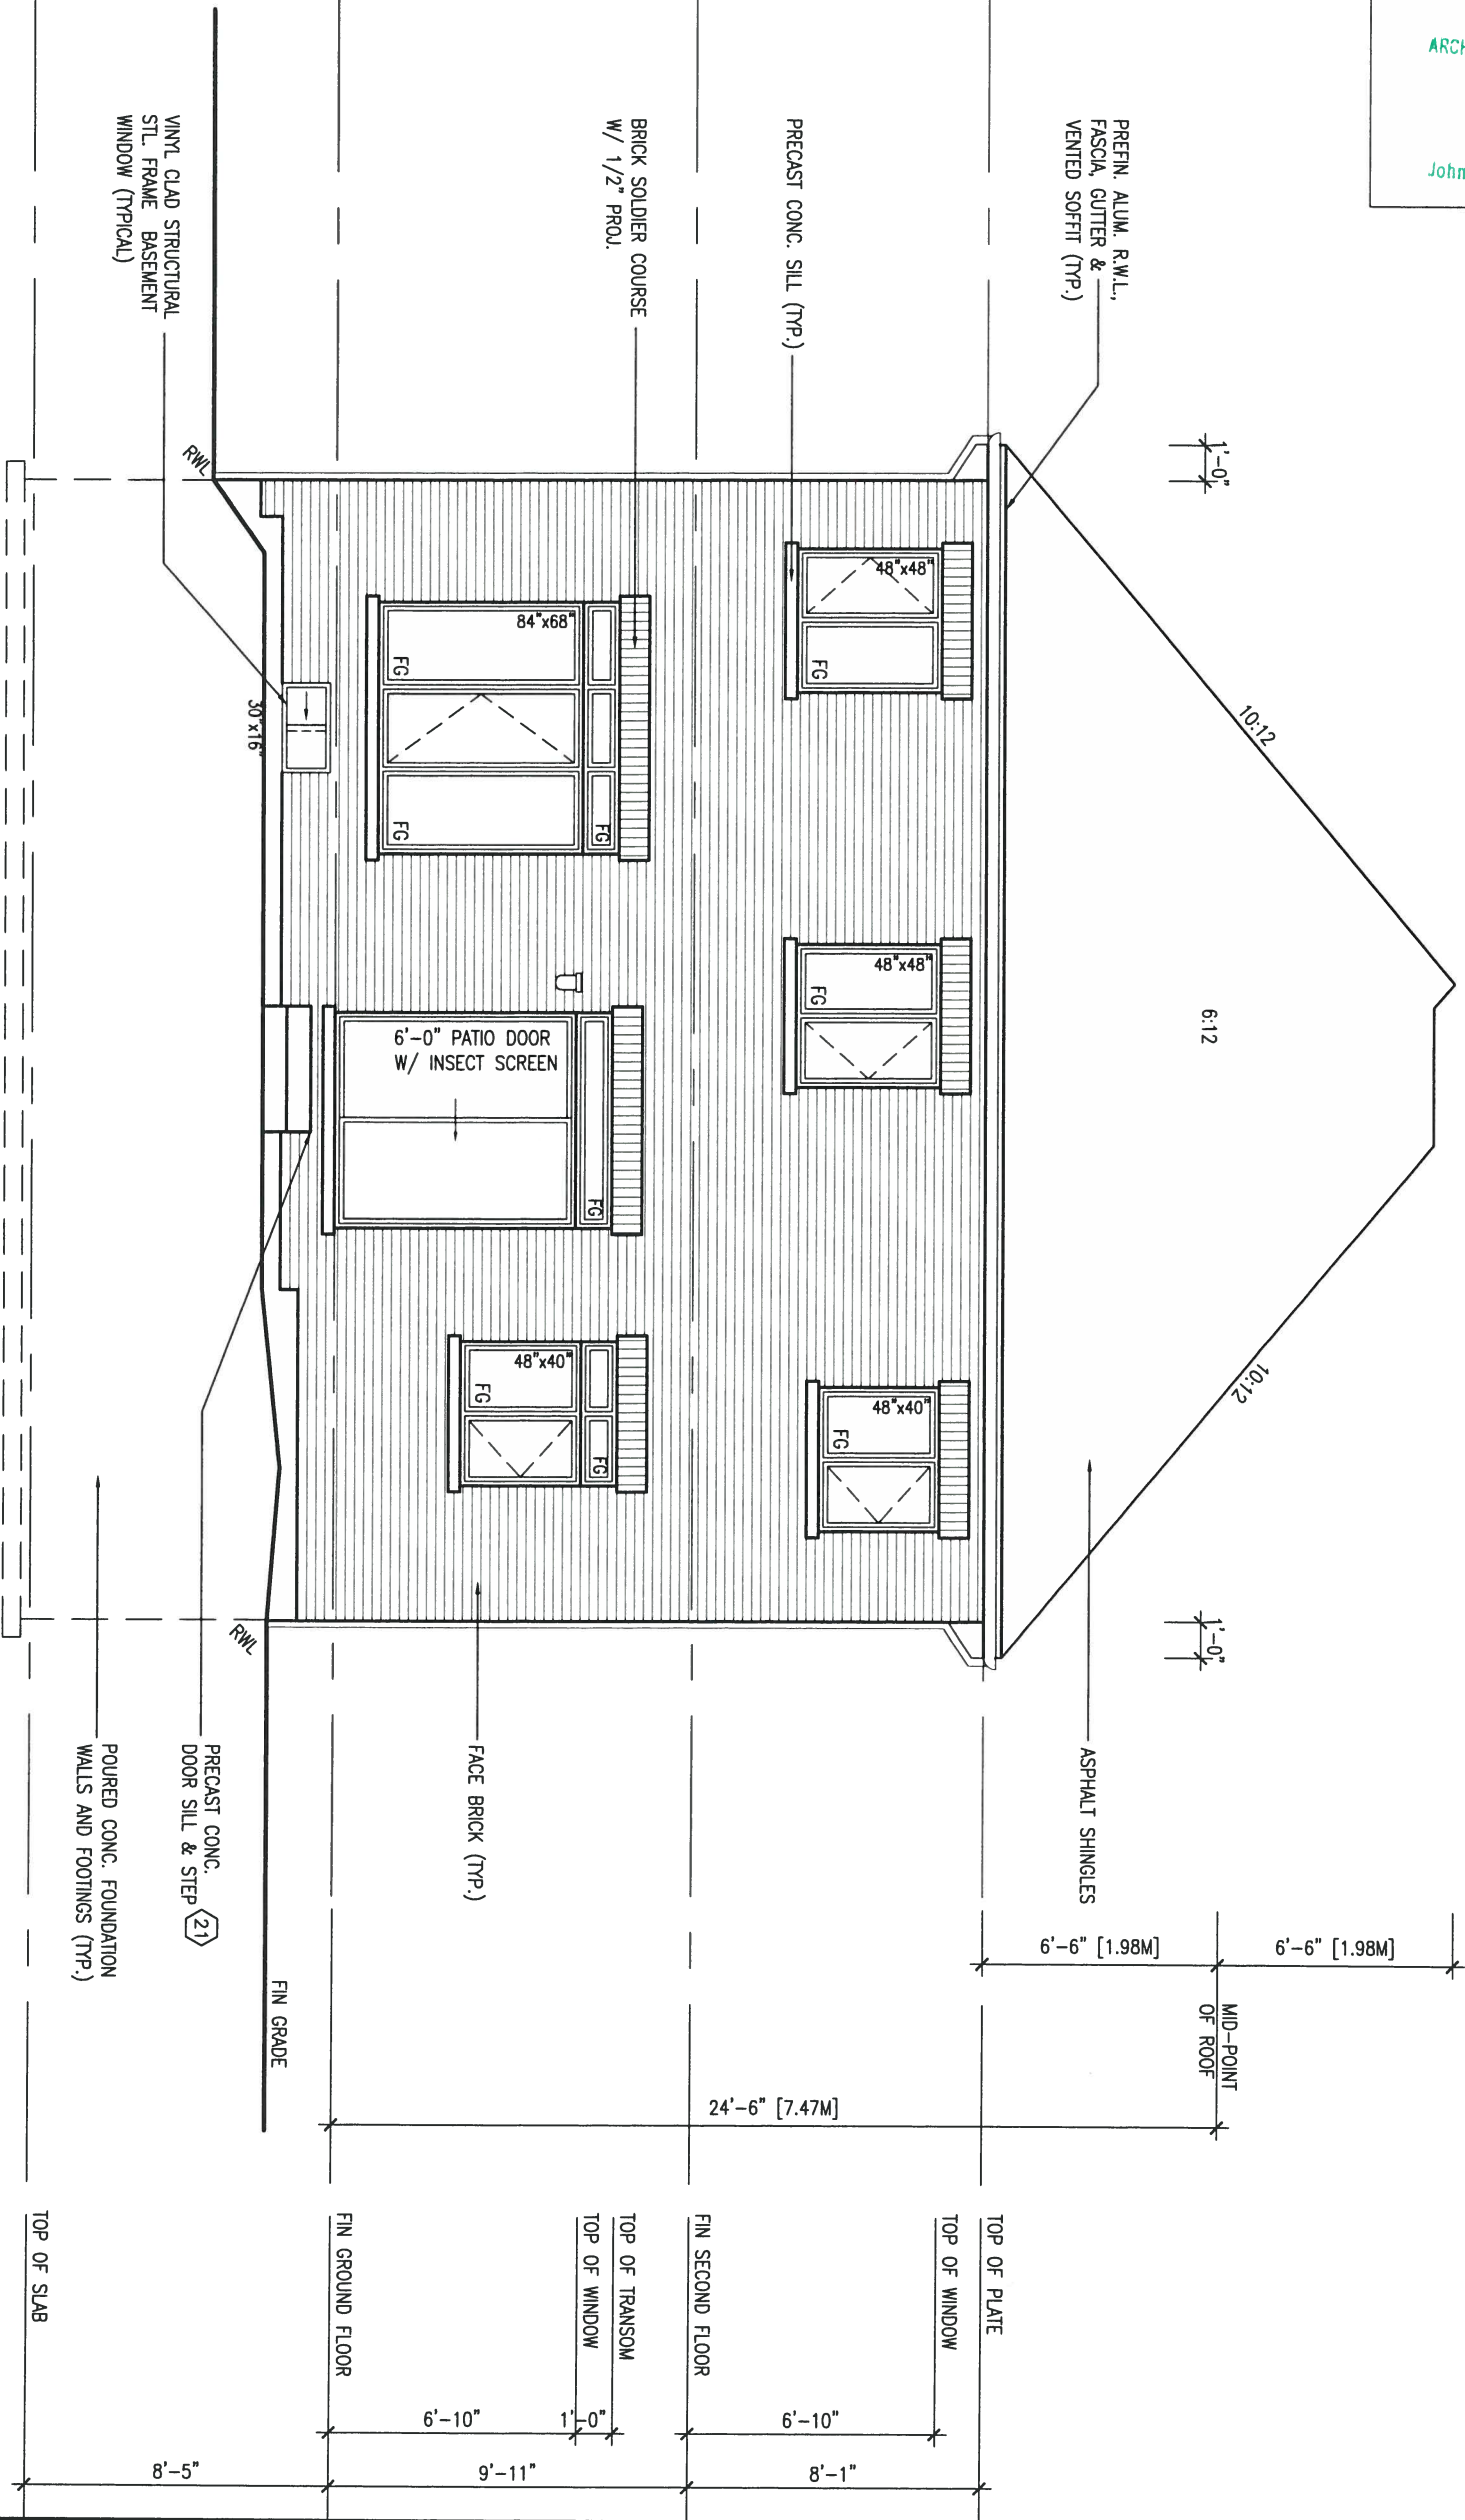 ARCH
John
PREFIN. ALUM. R.W.L.,
FASCIA, GUTTER &
VENTED SOFFIT (TYP.)
PRECAST CONC. SILL (TYP.)
BRICK SOLDIER COURSE
W/ 1/2" PROJ.
VINYL CLAD STRUCTURAL
STL. FRAME BASEMENT
WINDOW (TYPICAL)
1'-0"
10:12
6:12
10:12
1'-0"
RWL
RWL
48"x48"
FG
48"x48"
FG
48"x40"
FG
84"x68"
FG
FG
FG
6'-0" PATIO DOOR
W/ INSECT SCREEN
FG
48"x40"
FG
FG
30"x16"
ASPHALT SHINGLES
FACE BRICK (TYP.)
PRECAST CONC.
DOOR SILL & STEP
21
POURED CONC. FOUNDATION
WALLS AND FOOTINGS (TYP.)
FIN GRADE
6'-6" [1.98M]
6'-6" [1.98M]
MID-POINT
OF ROOF
24'-6" [7.47M]
TOP OF PLATE
TOP OF WINDOW
FIN SECOND FLOOR
TOP OF TRANSOM
TOP OF WINDOW
FIN GROUND FLOOR
TOP OF SLAB
6'-10"
1'-0"
6'-10"
8'-5"
9'-11"
8'-1"